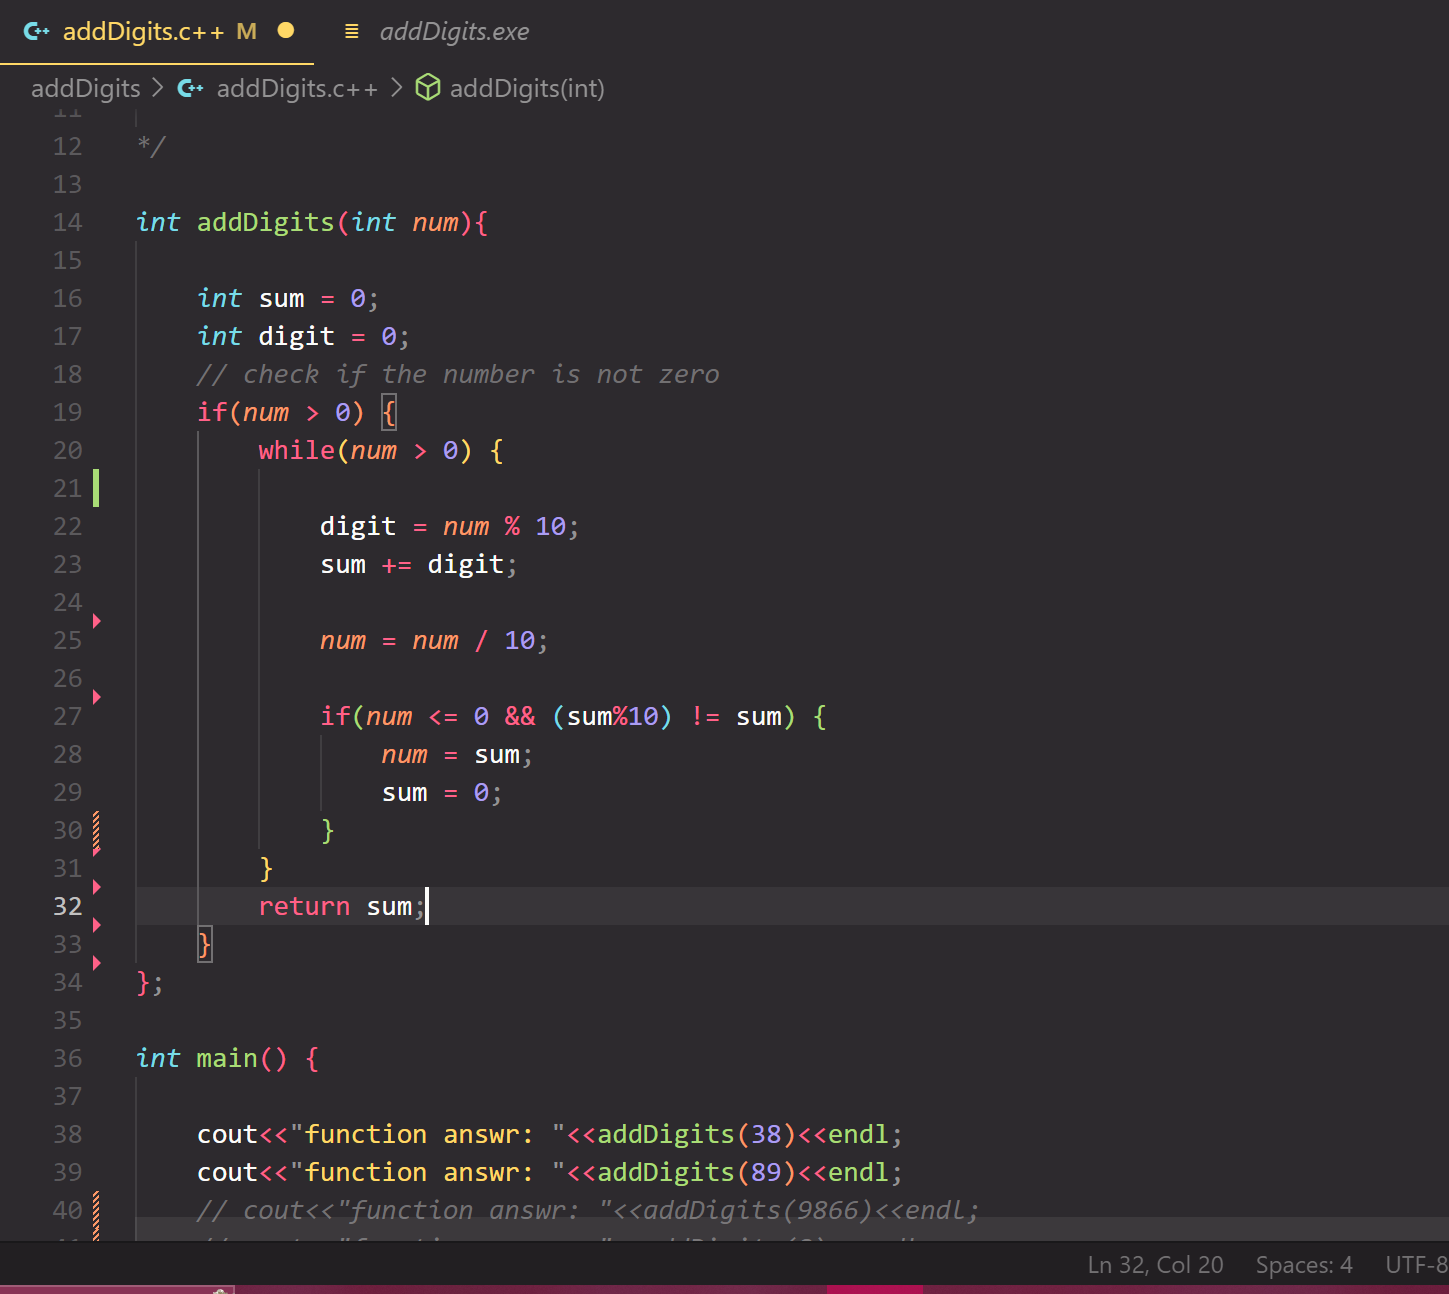 addDigits.c++ M addDigits.exe
addDigits > addDigits.c++ > addDigits(int)
11
12 */
13
14 int addDigits(int num){
15
16 int sum = 0;
17 int digit = 0;
18 // check if the number is not zero
19 if(num > 0) {
20 while(num > 0) {
21
22 digit = num % 10;
23 sum += digit;
24
25 num = num / 10;
26
27 if(num <= 0 && (sum%10) != sum) {
28 num = sum;
29 sum = 0;
30 }
31 }
32 return sum;
33 }
34 };
35
36 int main() {
37
38 cout<<"function answr: "<<addDigits(38)<<endl;
39 cout<<"function answr: "<<addDigits(89)<<endl;
40 // cout<<"function answr: "<<addDigits(9866)<<endl;
Ln 32, Col 20 Spaces: 4 UTF-8